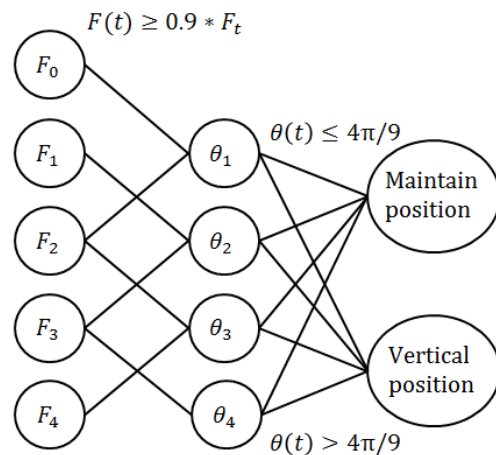 F(t) ≥ 0.9 * F_t
F_0
F_1
F_2
F_3
F_4
θ_1
θ_2
θ_3
θ_4
θ(t) ≤ 4π/9
Maintain
position
Vertical
position
θ(t) > 4π/9